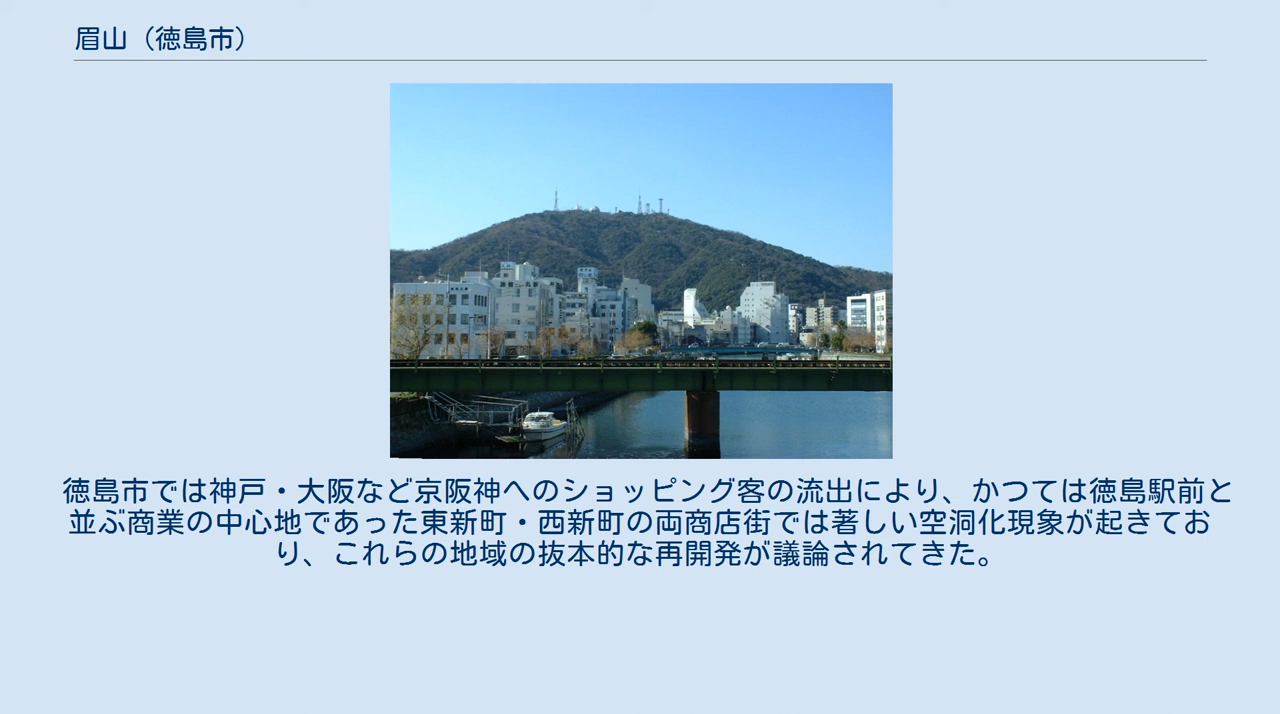 眉山（徳島市）
徳島市では神戸・大阪など京阪神へのショッピング客の流出により、かつては徳島駅前と
並ぶ商業の中心地であった東新町・西新町の両商店街では著しい空洞化現象が起きてお
り、これらの地域の抜本的な再開発が議論されてきた。